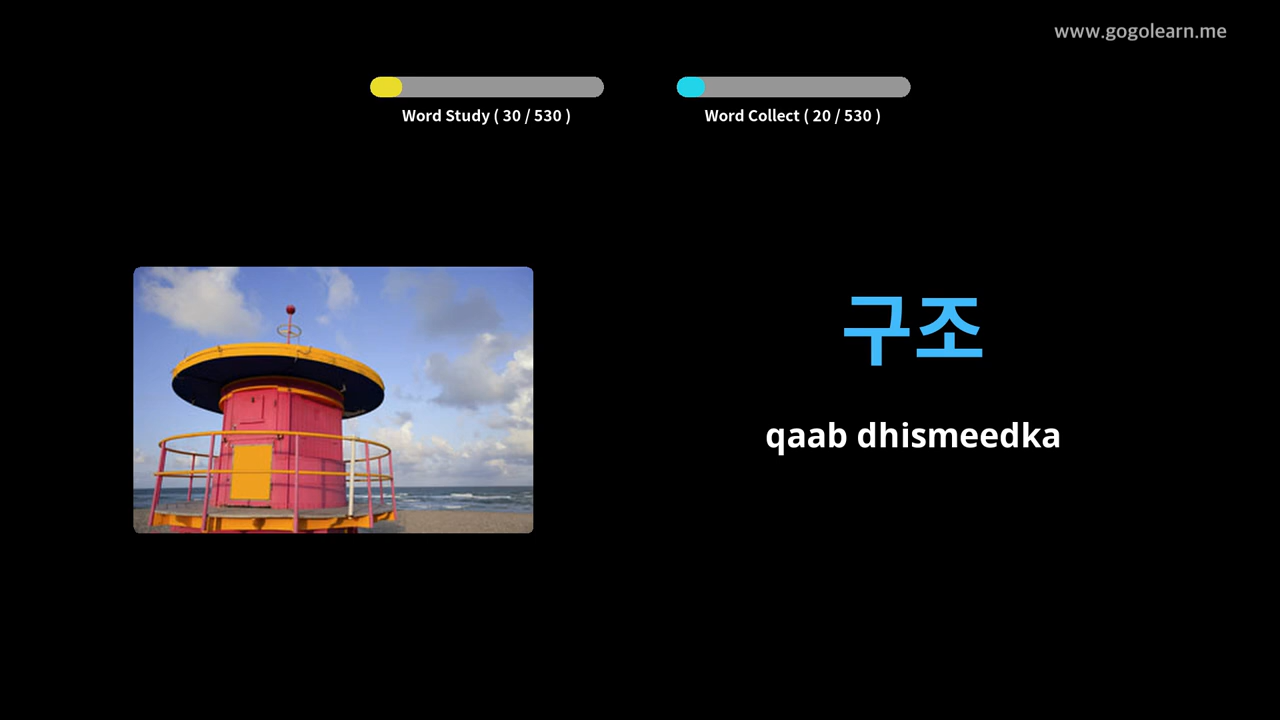 www.gogolearn.me
Word Study ( 30 / 530 )
Word Collect ( 20 / 530 )
구조
qaab dhismeedka